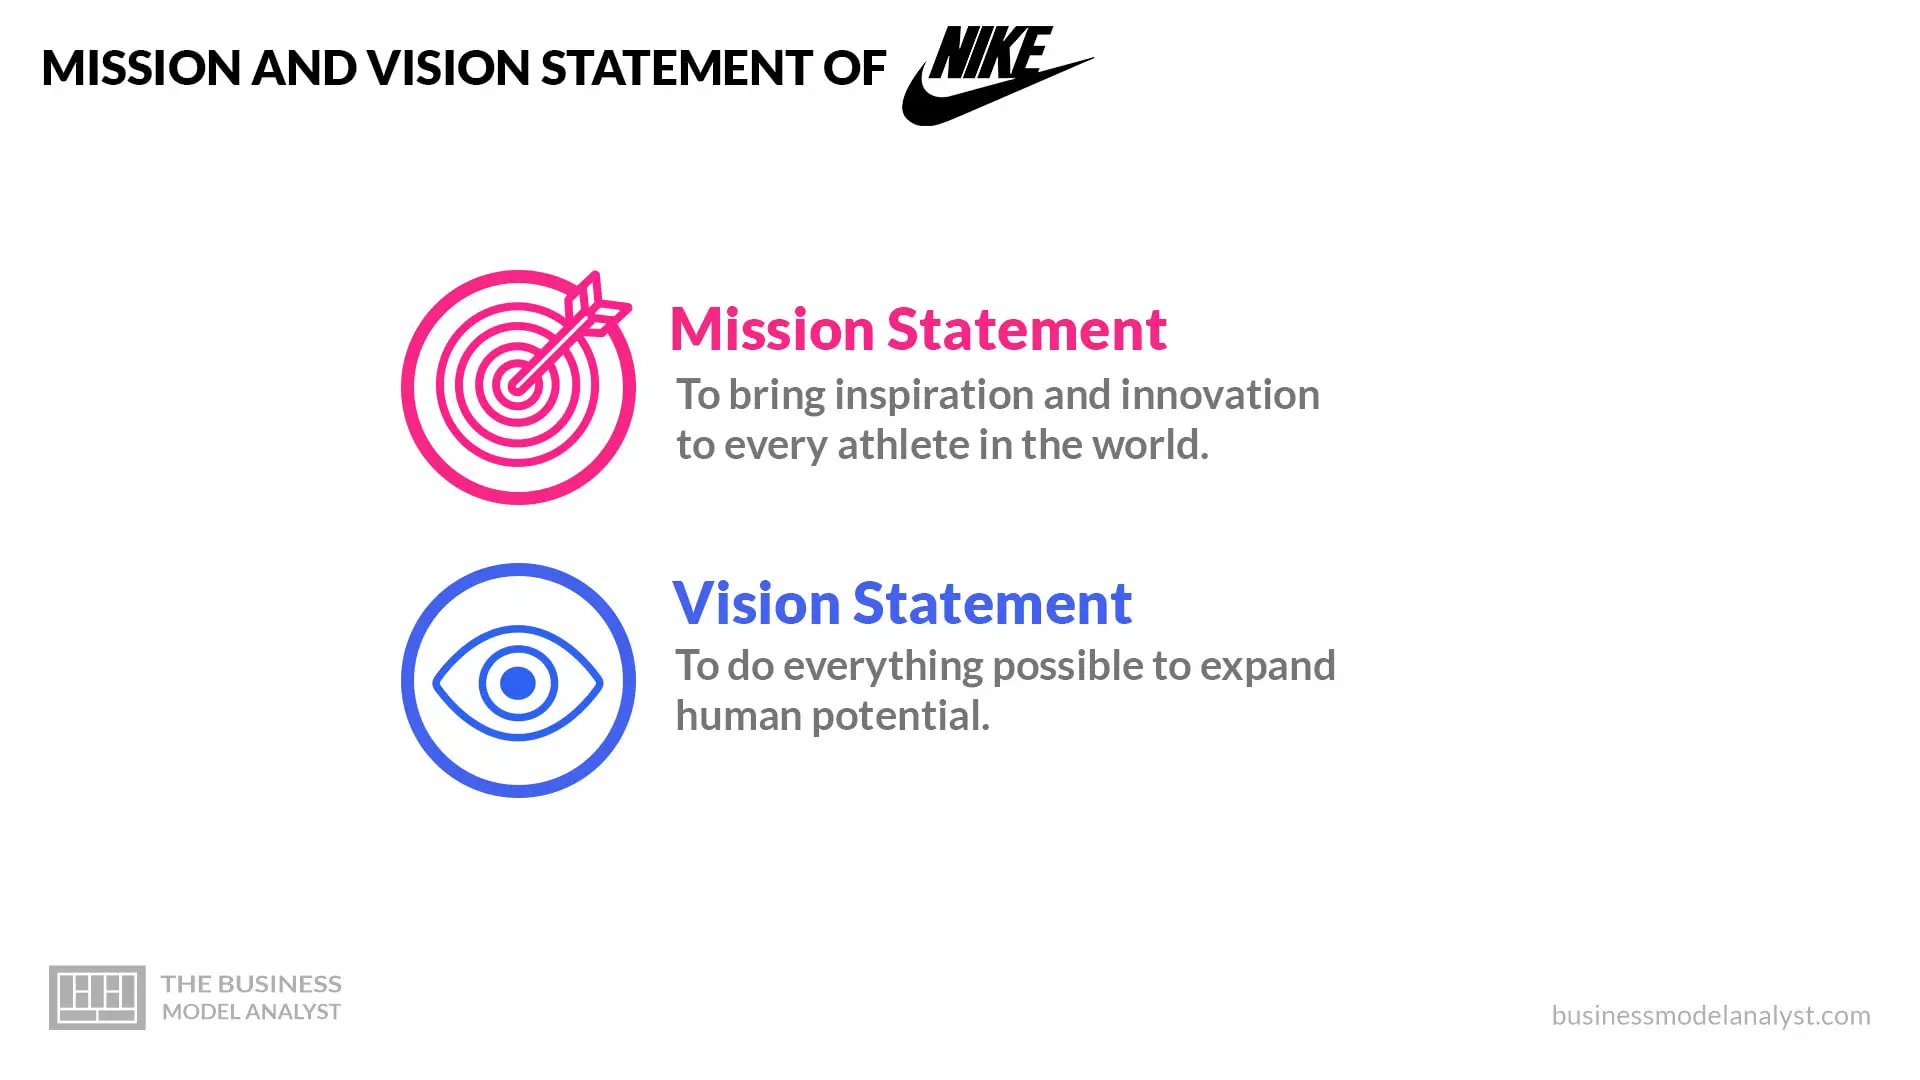 MISSION AND VISION STATEMENT OF NIKE
Mission Statement
To bring inspiration and innovation
to every athlete in the world.
Vision Statement
To do everything possible to expand
human potential.
THE BUSINESS
MODEL ANALYST
businessmodelanalyst.com